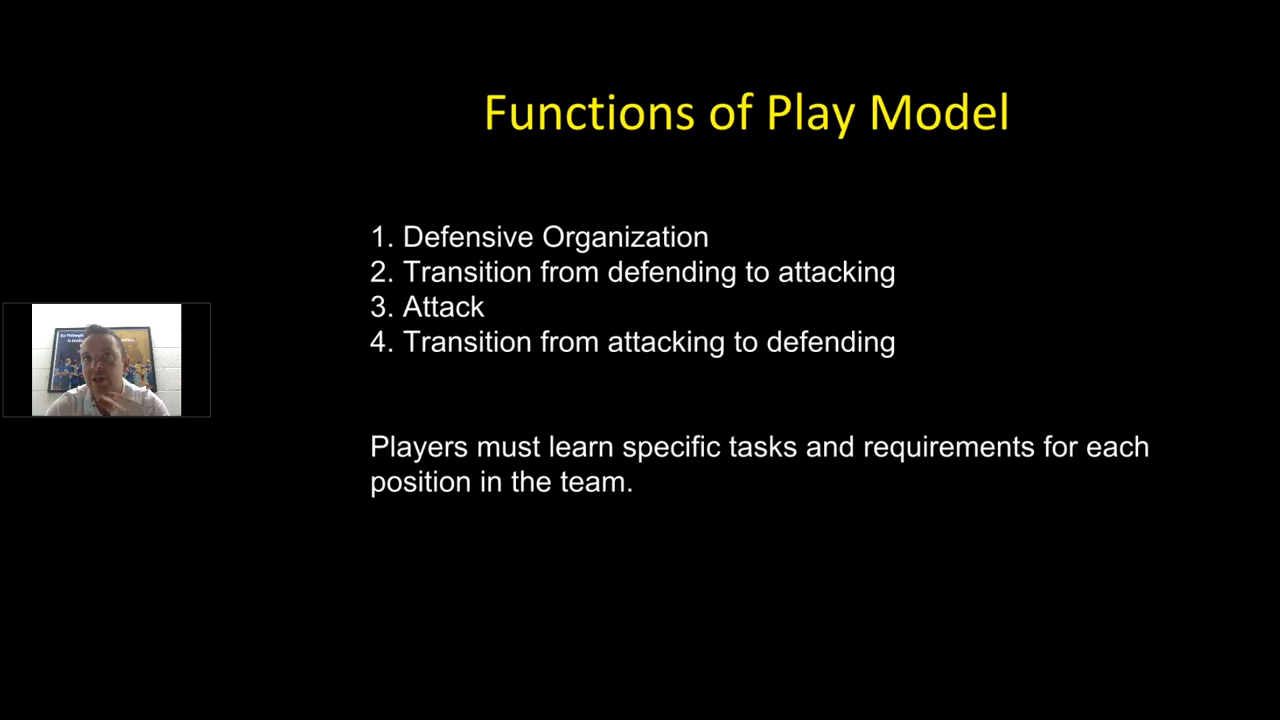 Functions of Play Model
1. Defensive Organization
2. Transition from defending to attacking
3. Attack
4. Transition from attacking to defending
Players must learn specific tasks and requirements for each
position in the team.